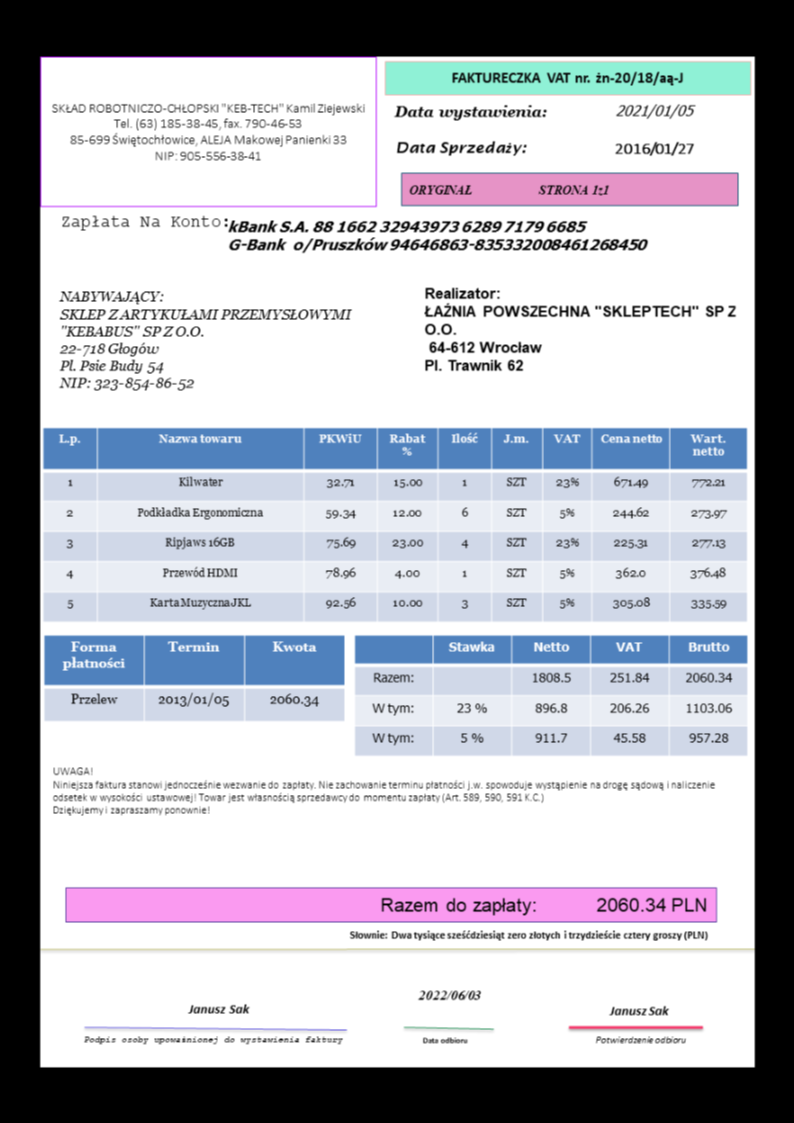 SKŁAD ROBOTNICZO-CHŁOPSKI "KEB-TECH" Kamil Ziejewski
Tel. (63) 185-38-45, fax. 790-46-53
85-699 Świętochłowice, ALEJA Makowej Panienki 33
NIP: 905-556-38-41
FAKTURECZKA VAT nr. żn-20/18/aą-J
Data wystawienia: 2021/01/05
Data Sprzedaży: 2016/01/27
ORYGINAŁ STRONA 1z1
Zapłata Na Konto: kBank S.A. 88 1662 32943973 6289 7179 6685
G-Bank o/Pruszków 94646863-835332008461268450
NABYWAJĄCY:
SKLEP Z ARTYKUŁAMI PRZEMYSŁOWYMI
"KEBABUS" SP Z O.O.
22-718 Głogów
Pl. Psie Budy 54
NIP: 323-854-86-52
Realizator:
ŁAŹNIA POWSZECHNA "SKLEPTECH" SP Z
O.O.
64-612 Wrocław
Pl. Trawnik 62
L.p. Nazwa towaru PKWiU Rabat % Ilość J.m. VAT Cena netto Wart. netto
1 Kilwater 32.71 15.00 1 SZT 23% 671.49 772.21
2 Podkładka Ergonomiczna 59.34 12.00 6 SZT 5% 244.62 273.97
3 Ripjaws 16GB 75.69 23.00 4 SZT 23% 225.31 277.13
4 Przewód HDMI 78.96 4.00 1 SZT 5% 362.0 376.48
5 Karta Muzyczna JKL 92.56 10.00 3 SZT 5% 305.08 335.59
Forma płatności Termin Kwota
Przelew 2013/01/05 2060.34
Stawka Netto VAT Brutto
Razem: 1808.5 251.84 2060.34
W tym: 23 % 896.8 206.26 1103.06
W tym: 5 % 911.7 45.58 957.28
UWAGA!
Niniejsza faktura stanowi jednocześnie wezwanie do zapłaty. Nie zachowanie terminu płatności j.w. spowoduje wystąpienie na drogę sądową i naliczenie
odsetek w wysokości ustawowej! Towar jest własnością sprzedawcy do momentu zapłaty (Art. 589, 590, 591 K.C.)
Dziękujemy i zapraszamy ponownie!
Razem do zapłaty: 2060.34 PLN
Słownie: Dwa tysiące sześćdziesiąt zero złotych i trzydzieście cztery groszy (PLN)
Janusz Sak
Podpis osoby upoważnionej do wystawienia faktury
2022/06/03
Data odbioru
Janusz Sak
Potwierdzenie odbioru